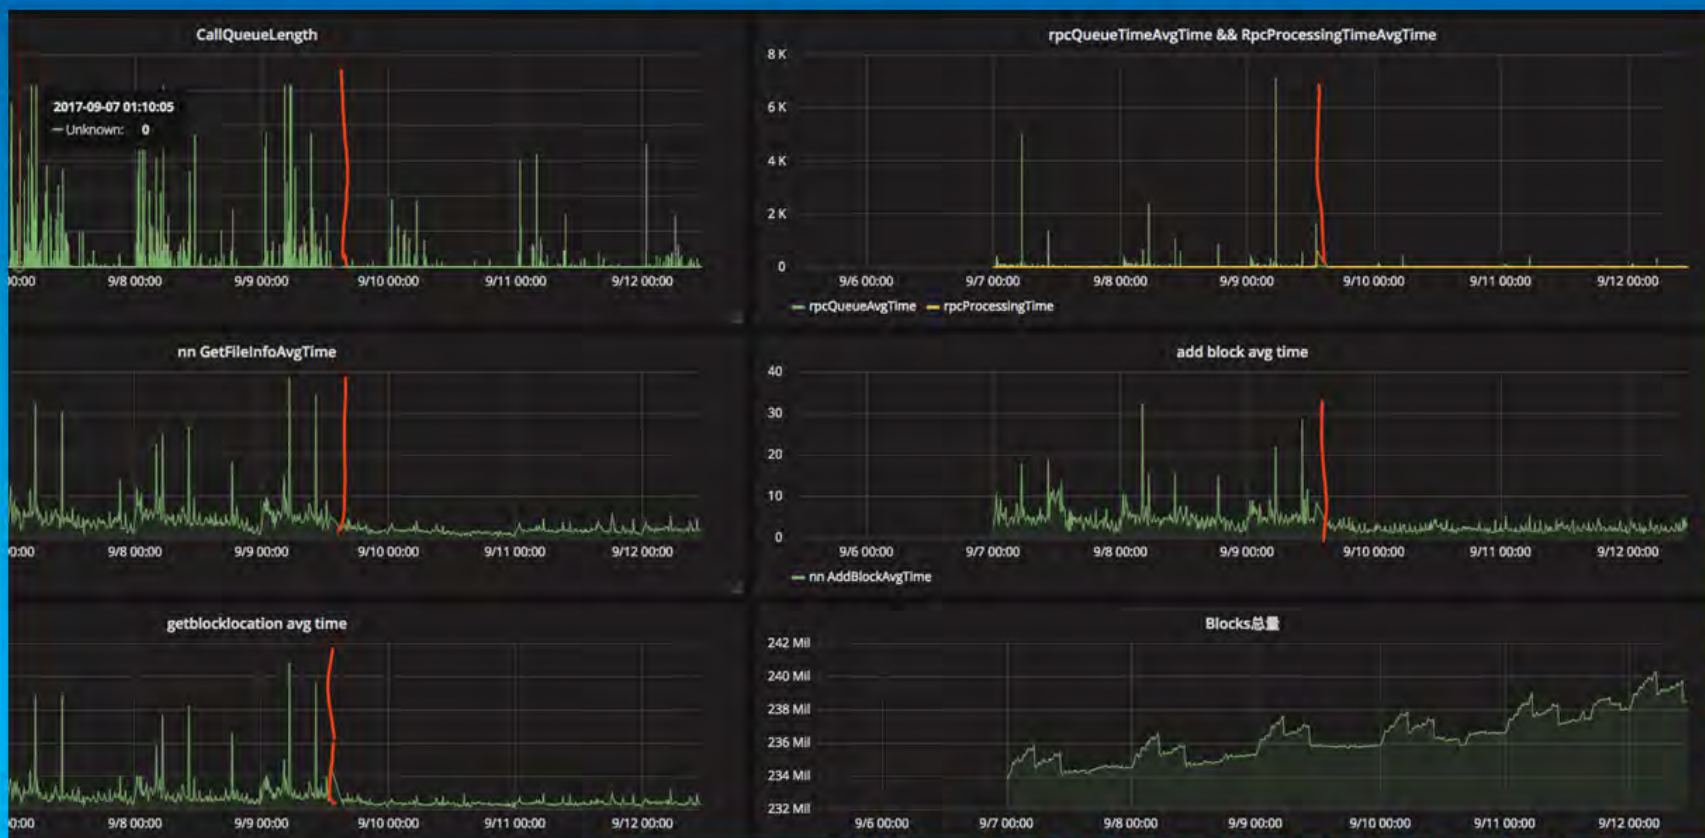 CallQueueLength
2017-09-07 01:10:05
Unknown: 0
00:00 9/8 00:00 9/9 00:00 9/10 00:00 9/11 00:00 9/12 00:00
rpcQueueTimeAvgTime && RpcProcessingTimeAvgTime
8 K
6 K
4 K
2 K
0
9/6 00:00 9/7 00:00 9/8 00:00 9/9 00:00 9/10 00:00 9/11 00:00 9/12 00:00
rpcQueueAvgTime rpcProcessingTime
nn GetFileInfoAvgTime
00:00 9/8 00:00 9/9 00:00 9/10 00:00 9/11 00:00 9/12 00:00
add block avg time
40
30
20
10
0
9/6 00:00 9/7 00:00 9/8 00:00 9/9 00:00 9/10 00:00 9/11 00:00 9/12 00:00
nn AddBlockAvgTime
getblocklocation avg time
00:00 9/8 00:00 9/9 00:00 9/10 00:00 9/11 00:00 9/12 00:00
Blocks总量
242 Mil
240 Mil
238 Mil
236 Mil
234 Mil
232 Mil
9/6 00:00 9/7 00:00 9/8 00:00 9/9 00:00 9/10 00:00 9/11 00:00 9/12 00:00